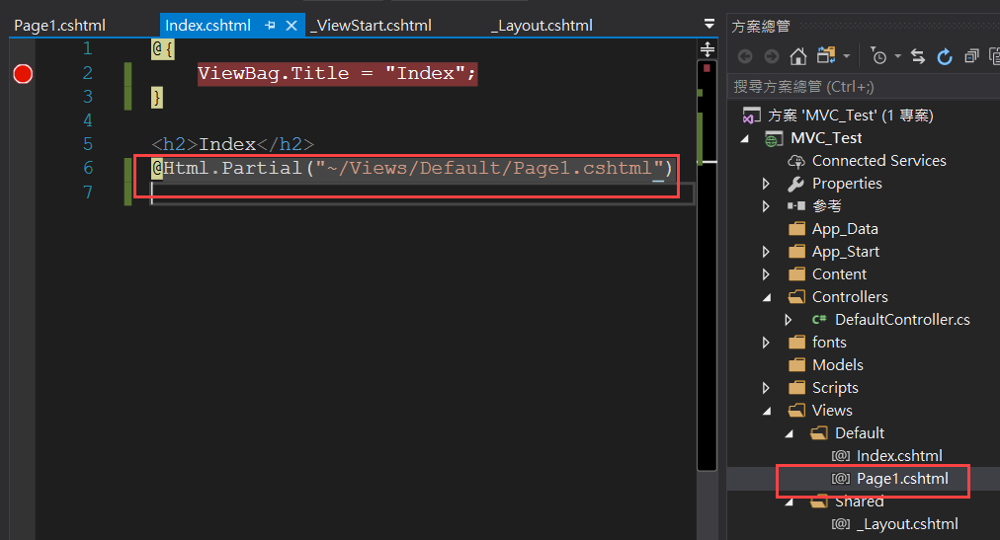 Page1.cshtml
Index.cshtml
_ViewStart.cshtml
_Layout.cshtml
1 @{
2 ViewBag.Title = "Index";
3 }
4
5 <h2>Index</h2>
6 @Html.Partial("~/Views/Default/Page1.cshtml")
7
方案總管
搜尋方案總管 (Ctrl+;)
方案 'MVC_Test' (1 專案)
MVC_Test
Connected Services
Properties
參考
App_Data
App_Start
Content
Controllers
C# DefaultController.cs
fonts
Models
Scripts
Views
Default
[@] Index.cshtml
[@] Page1.cshtml
Shared
[@] _Layout.cshtml